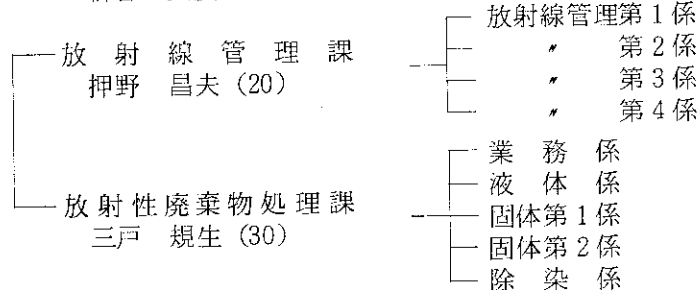 放射線管理課
押野 昌夫 (20)
放射線管理第1係
〃 第2係
〃 第3係
〃 第4係
放射性廃棄物処理課
三戸 規生 (30)
業務係
液体係
固体第1係
固体第2係
除染係